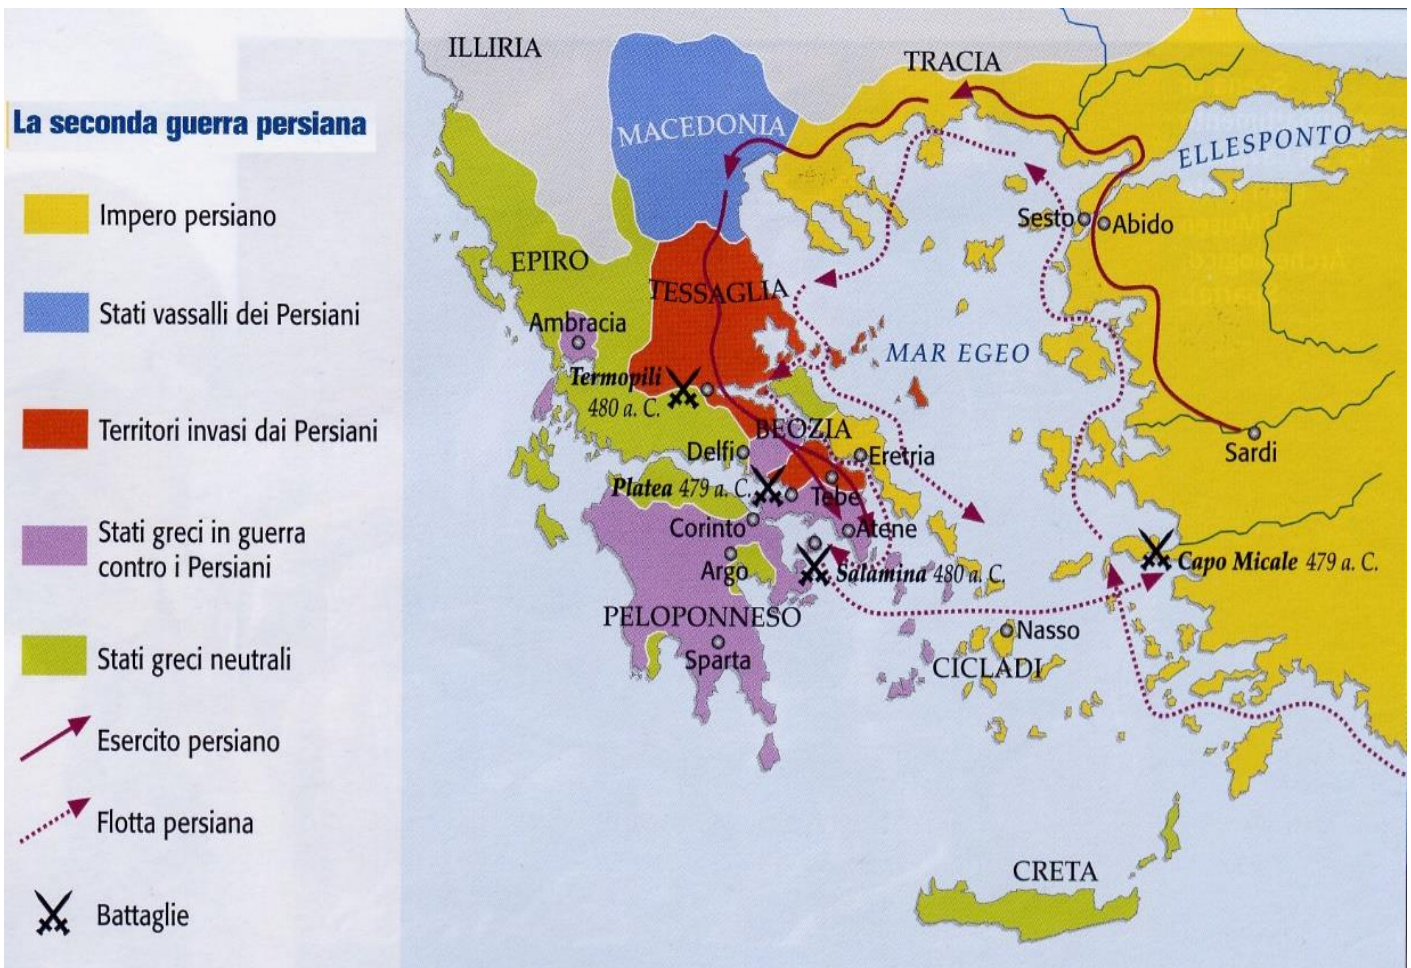 La seconda guerra persiana
Impero persiano
Stati vassalli dei Persiani
Territori invasi dai Persiani
Stati greci in guerra
contro i Persiani
Stati greci neutrali
Esercito persiano
Flotta persiana
Battaglie
ILLIRIA
TRACIA
MACEDONIA
ELLESPONTO
Sesto
Abido
EPIRO
TESSAGLIA
Ambracia
MAR EGEO
Termopili
480 a. C.
BEOZIA
Delfi
Eretria
Sardi
Platea 479 a. C.
Tebe
Corinto
Atene
Argo
Salamina 480 a. C.
Capo Micale 479 a. C.
PELOPONNESO
Nasso
Sparta
CICLADI
CRETA